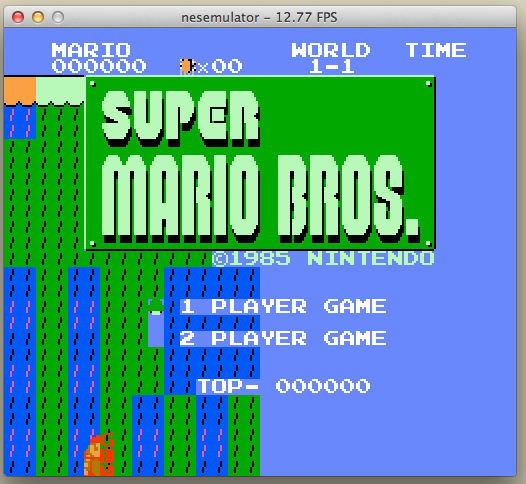 nesemulator – 12.77 FPS
MARIO WORLD TIME
000000 ×00 1-1
SUPER
MARIO BROS.
©1985 NINTENDO
1 PLAYER GAME
2 PLAYER GAME
TOP- 000000